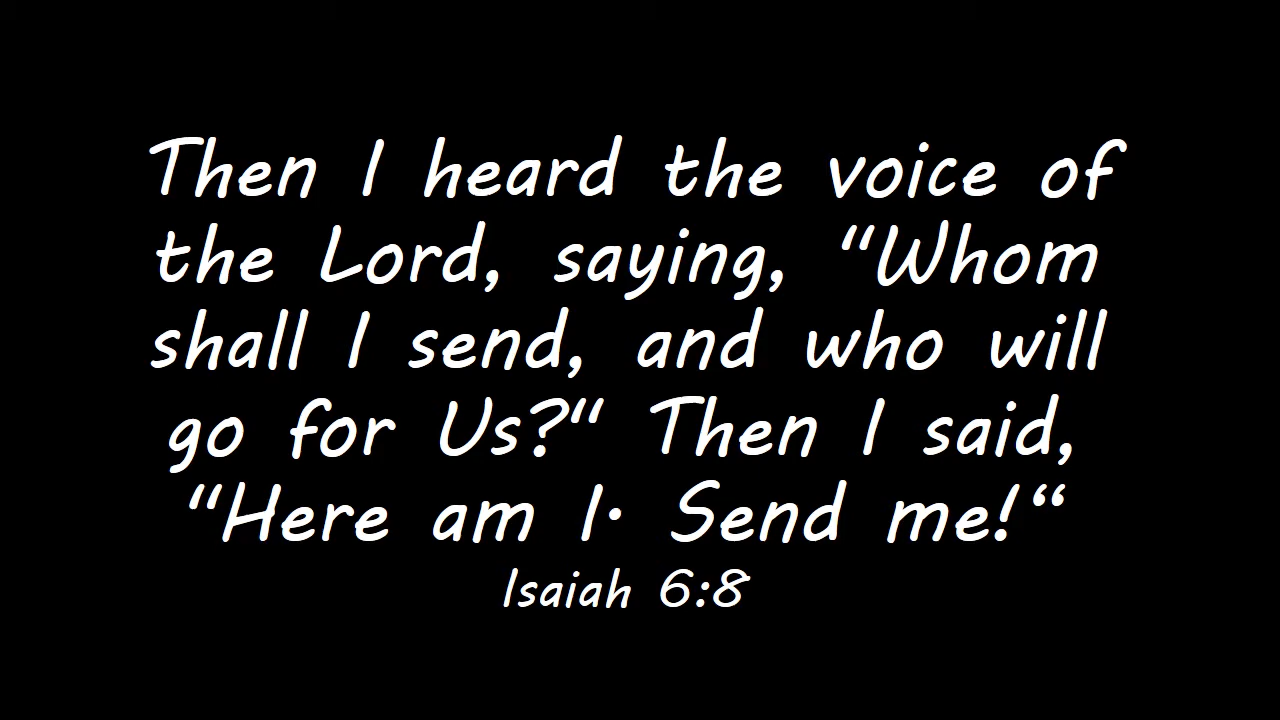 Then I heard the voice of
the Lord, saying, “Whom
shall I send, and who will
go for Us?“ Then I said,
“Here am I. Send me!“
Isaiah 6:8